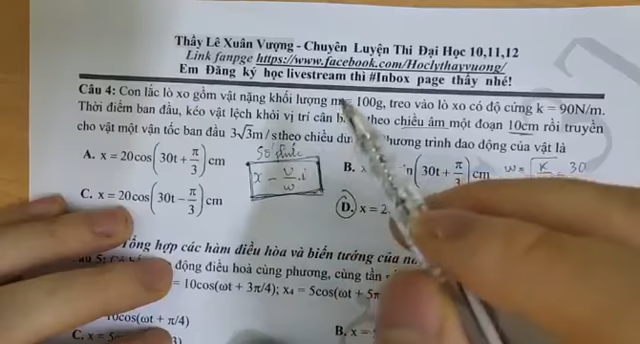 Thầy Lê Xuân Vượng - Chuyên Luyện Thi Đại Học 10,11,12
Link fanpge https://www.facebook.com/Hoclythayvuong/
Em Đăng ký học livestream thì #Inbox page thầy nhé!
Câu 4: Con lắc lò xo gồm vật nặng khối lượng m = 100g, treo vào lò xo có độ cứng k = 90N/m.
Thời điểm ban đầu, kéo vật lệch khỏi vị trí cân theo chiều âm một đoạn 10cm rồi truyền
cho vật một vận tốc ban đầu 3√3m/s theo chiều hương trình dao động của vật là
A. x = 20cos(30t + π/3) cm
Số phức
B. (30t + π/3) cm
ω = √K = 30
C. x = 20cos(30t − π/3) cm
x − v/ω i
D. x = 2
Tổng hợp các hàm điều hòa và biến tướng của
động điều hoà cùng phương, cùng tần
= 10cos(ωt + 3π/4); x₄ = 5cos(ωt + 5π
10cos(ωt + π/4)
C. x = 5
B. x =